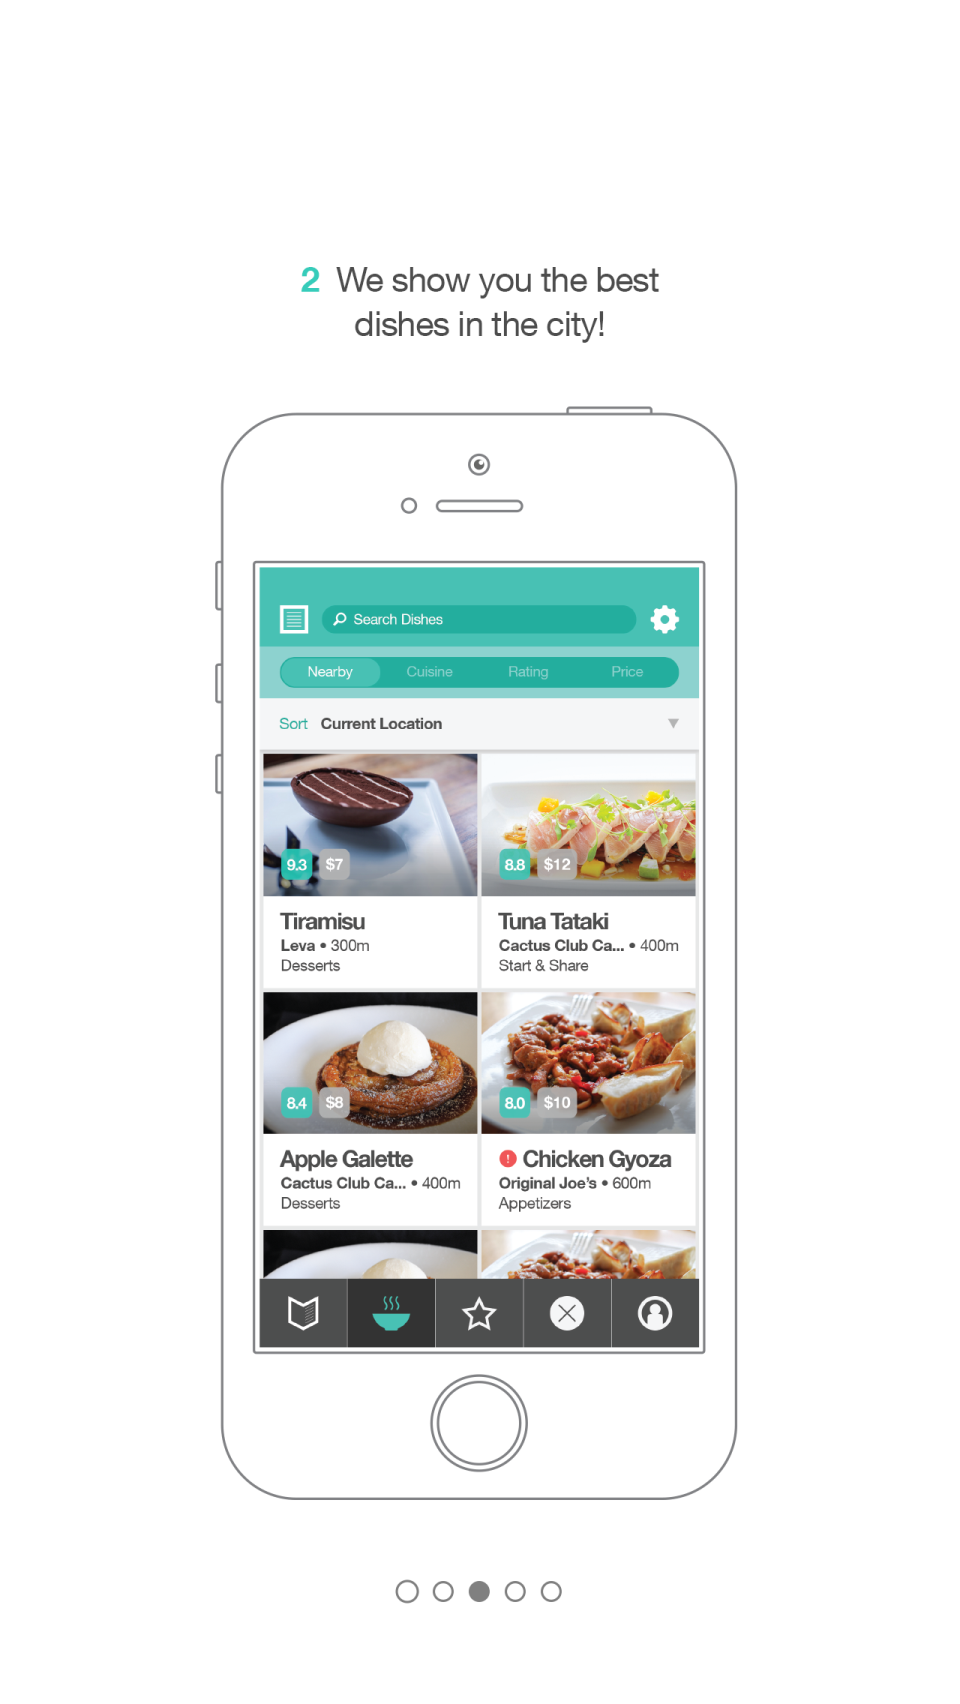 2 We show you the best
dishes in the city!
Search Dishes
Nearby Cuisine Rating Price
Sort Current Location
9.3 $7
8.8 $12
Tiramisu
Leva • 300m
Desserts
Tuna Tataki
Cactus Club Ca... • 400m
Start & Share
8.4 $8
8.0 $10
Apple Galette
Cactus Club Ca... • 400m
Desserts
! Chicken Gyoza
Original Joe's • 600m
Appetizers